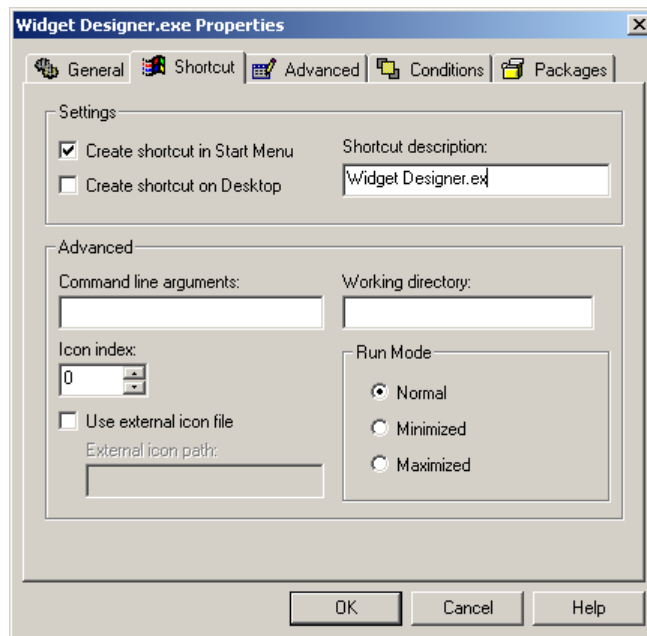 Widget Designer.exe Properties
General Shortcut Advanced Conditions Packages
Settings
Create shortcut in Start Menu
Create shortcut on Desktop
Shortcut description:
Widget Designer.ex
Advanced
Command line arguments:
Working directory:
Icon index:
0
Use external icon file
External icon path:
Run Mode
Normal
Minimized
Maximized
OK Cancel Help